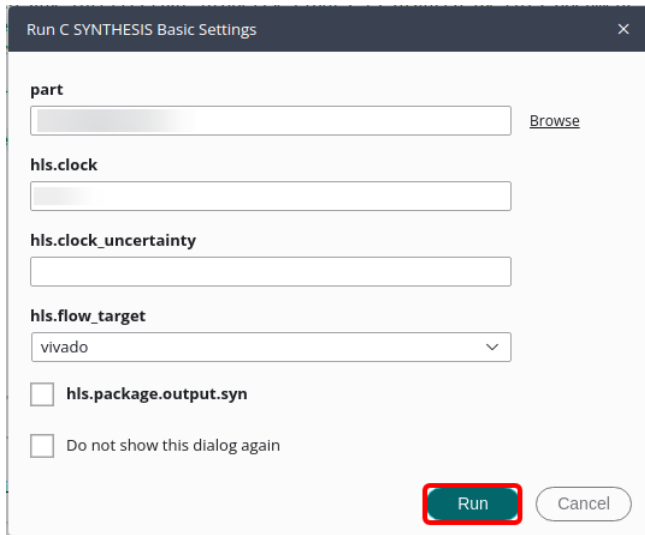 Run C SYNTHESIS Basic Settings
part
Browse
hls.clock
hls.clock_uncertainty
hls.flow_target
vivado
hls.package.output.syn
Do not show this dialog again
Run
Cancel